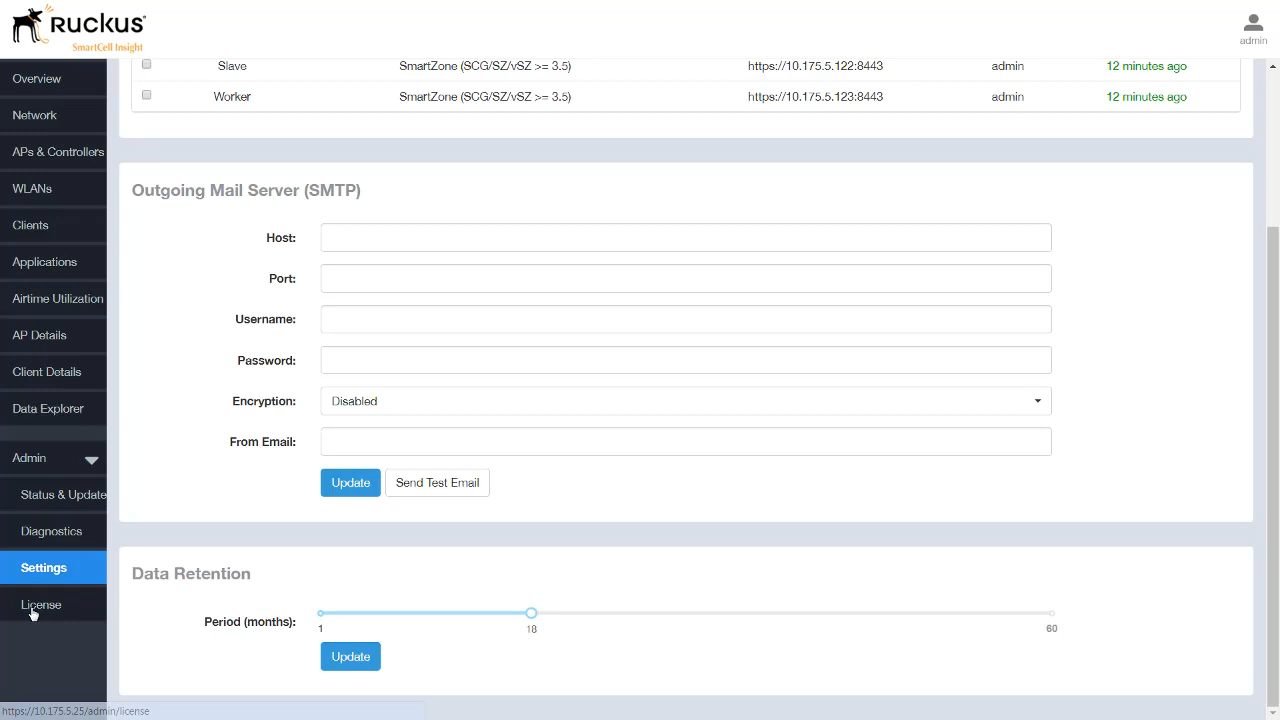 Ruckus
SmartCell Insight
admin
Overview
Network
APs & Controllers
WLANs
Clients
Applications
Airtime Utilization
AP Details
Client Details
Data Explorer
Admin
Status & Update
Diagnostics
Settings
License
Slave SmartZone (SCG/SZ/vSZ >= 3.5) https://10.175.5.122:8443 admin 12 minutes ago
Worker SmartZone (SCG/SZ/vSZ >= 3.5) https://10.175.5.123:8443 admin 12 minutes ago
Outgoing Mail Server (SMTP)
Host:
Port:
Username:
Password:
Encryption: Disabled
From Email:
Update Send Test Email
Data Retention
Period (months):
1 18 60
Update
https://10.175.5.25/admin/license